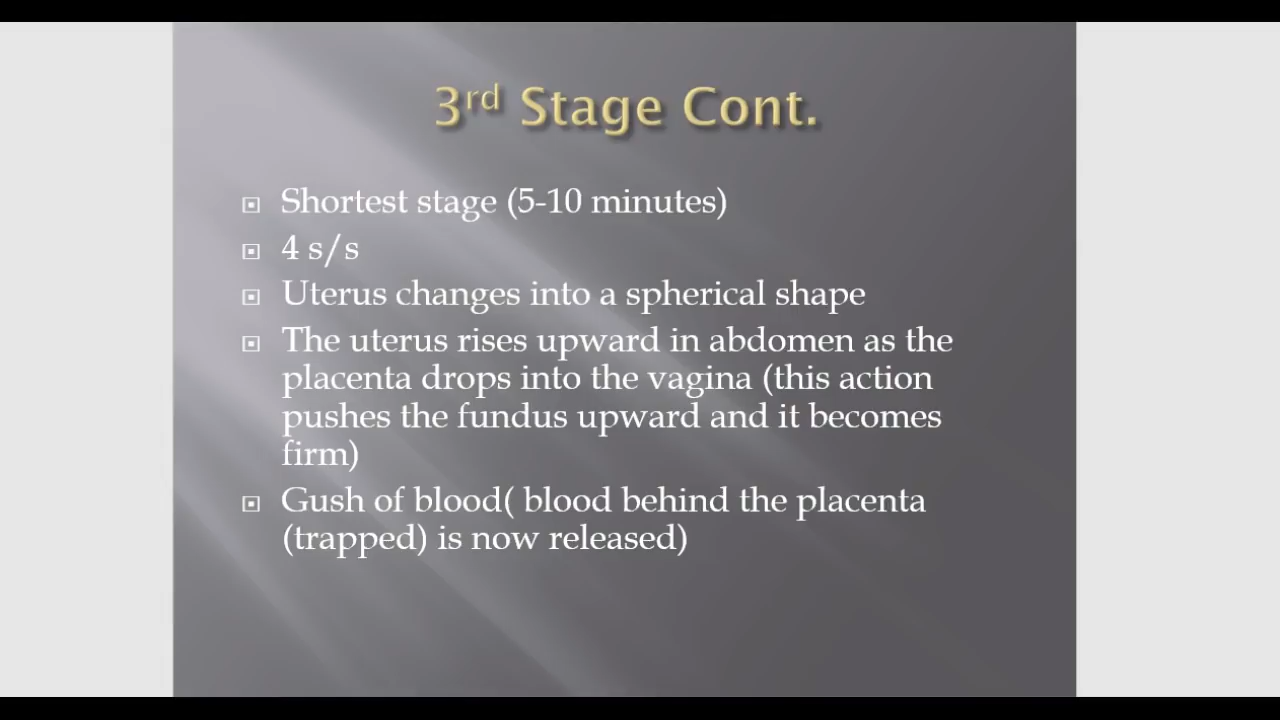 3rd Stage Cont.
Shortest stage (5-10 minutes)
4 s/s
Uterus changes into a spherical shape
The uterus rises upward in abdomen as the
placenta drops into the vagina (this action
pushes the fundus upward and it becomes
firm)
Gush of blood( blood behind the placenta
(trapped) is now released)